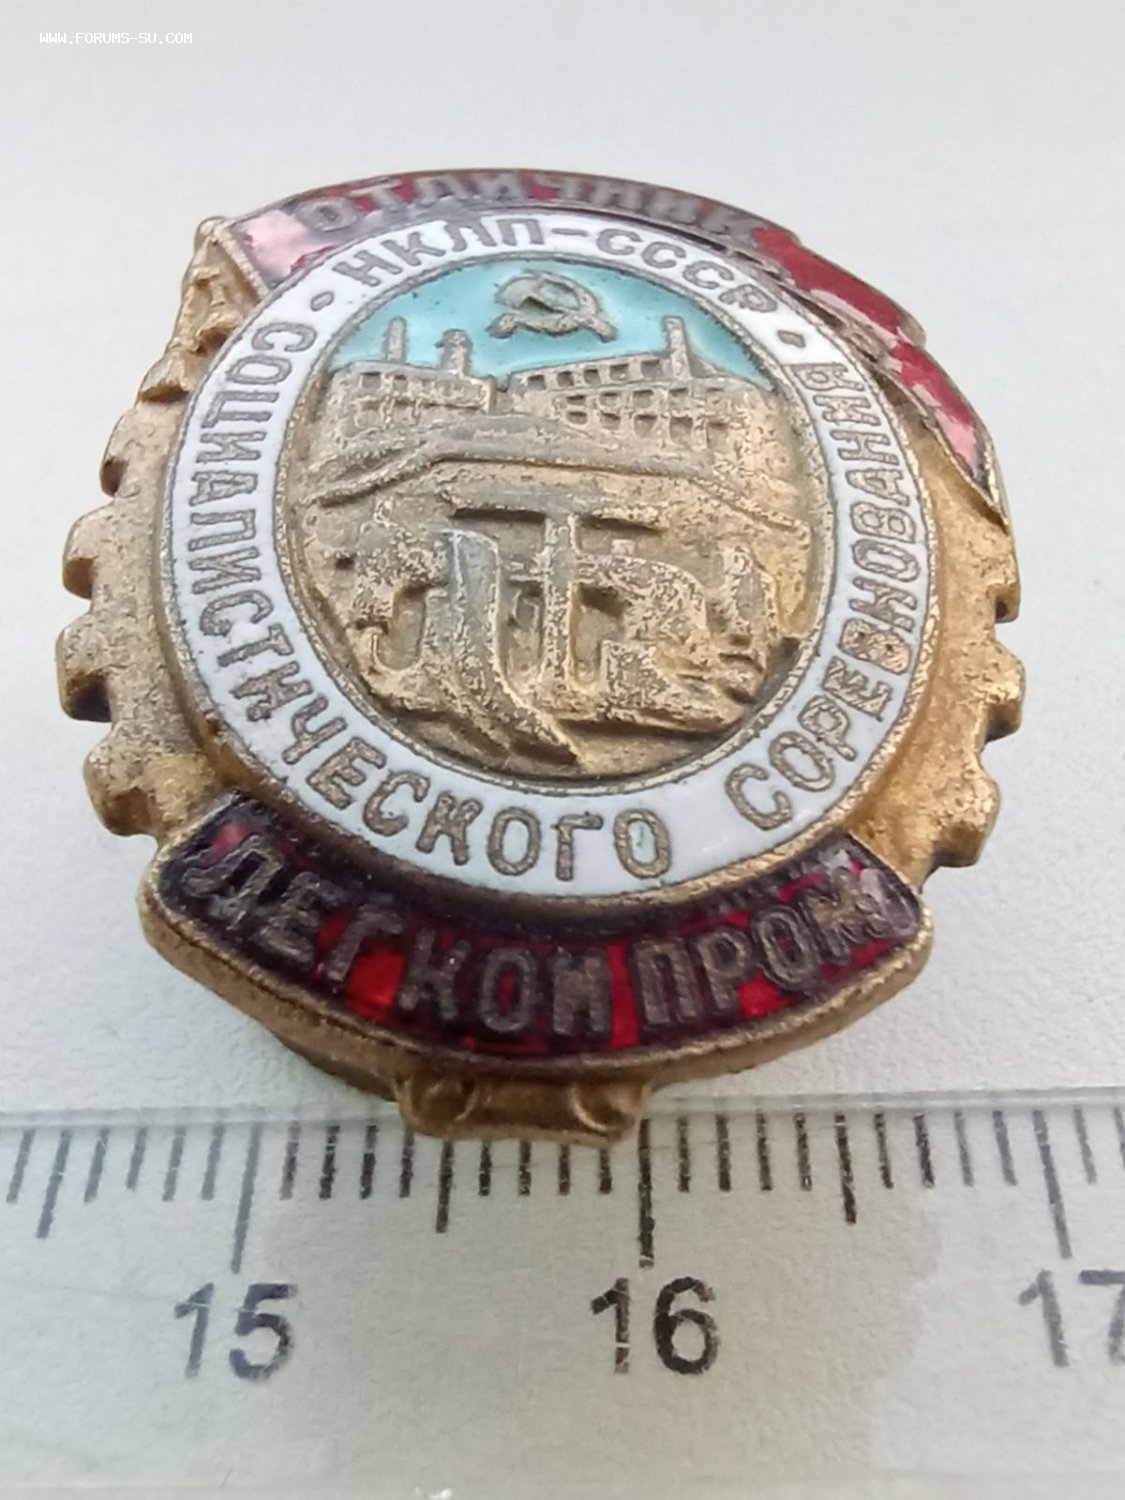 WWW.FORUMS-SU.COM
ОТЛИЧНИК
НКЛП-СССР
СОЦИАЛИСТИЧЕСКОГО СОРЕВНОВАНИЯ
ЛЕГКОЙ ПРОМ.
15 16 17